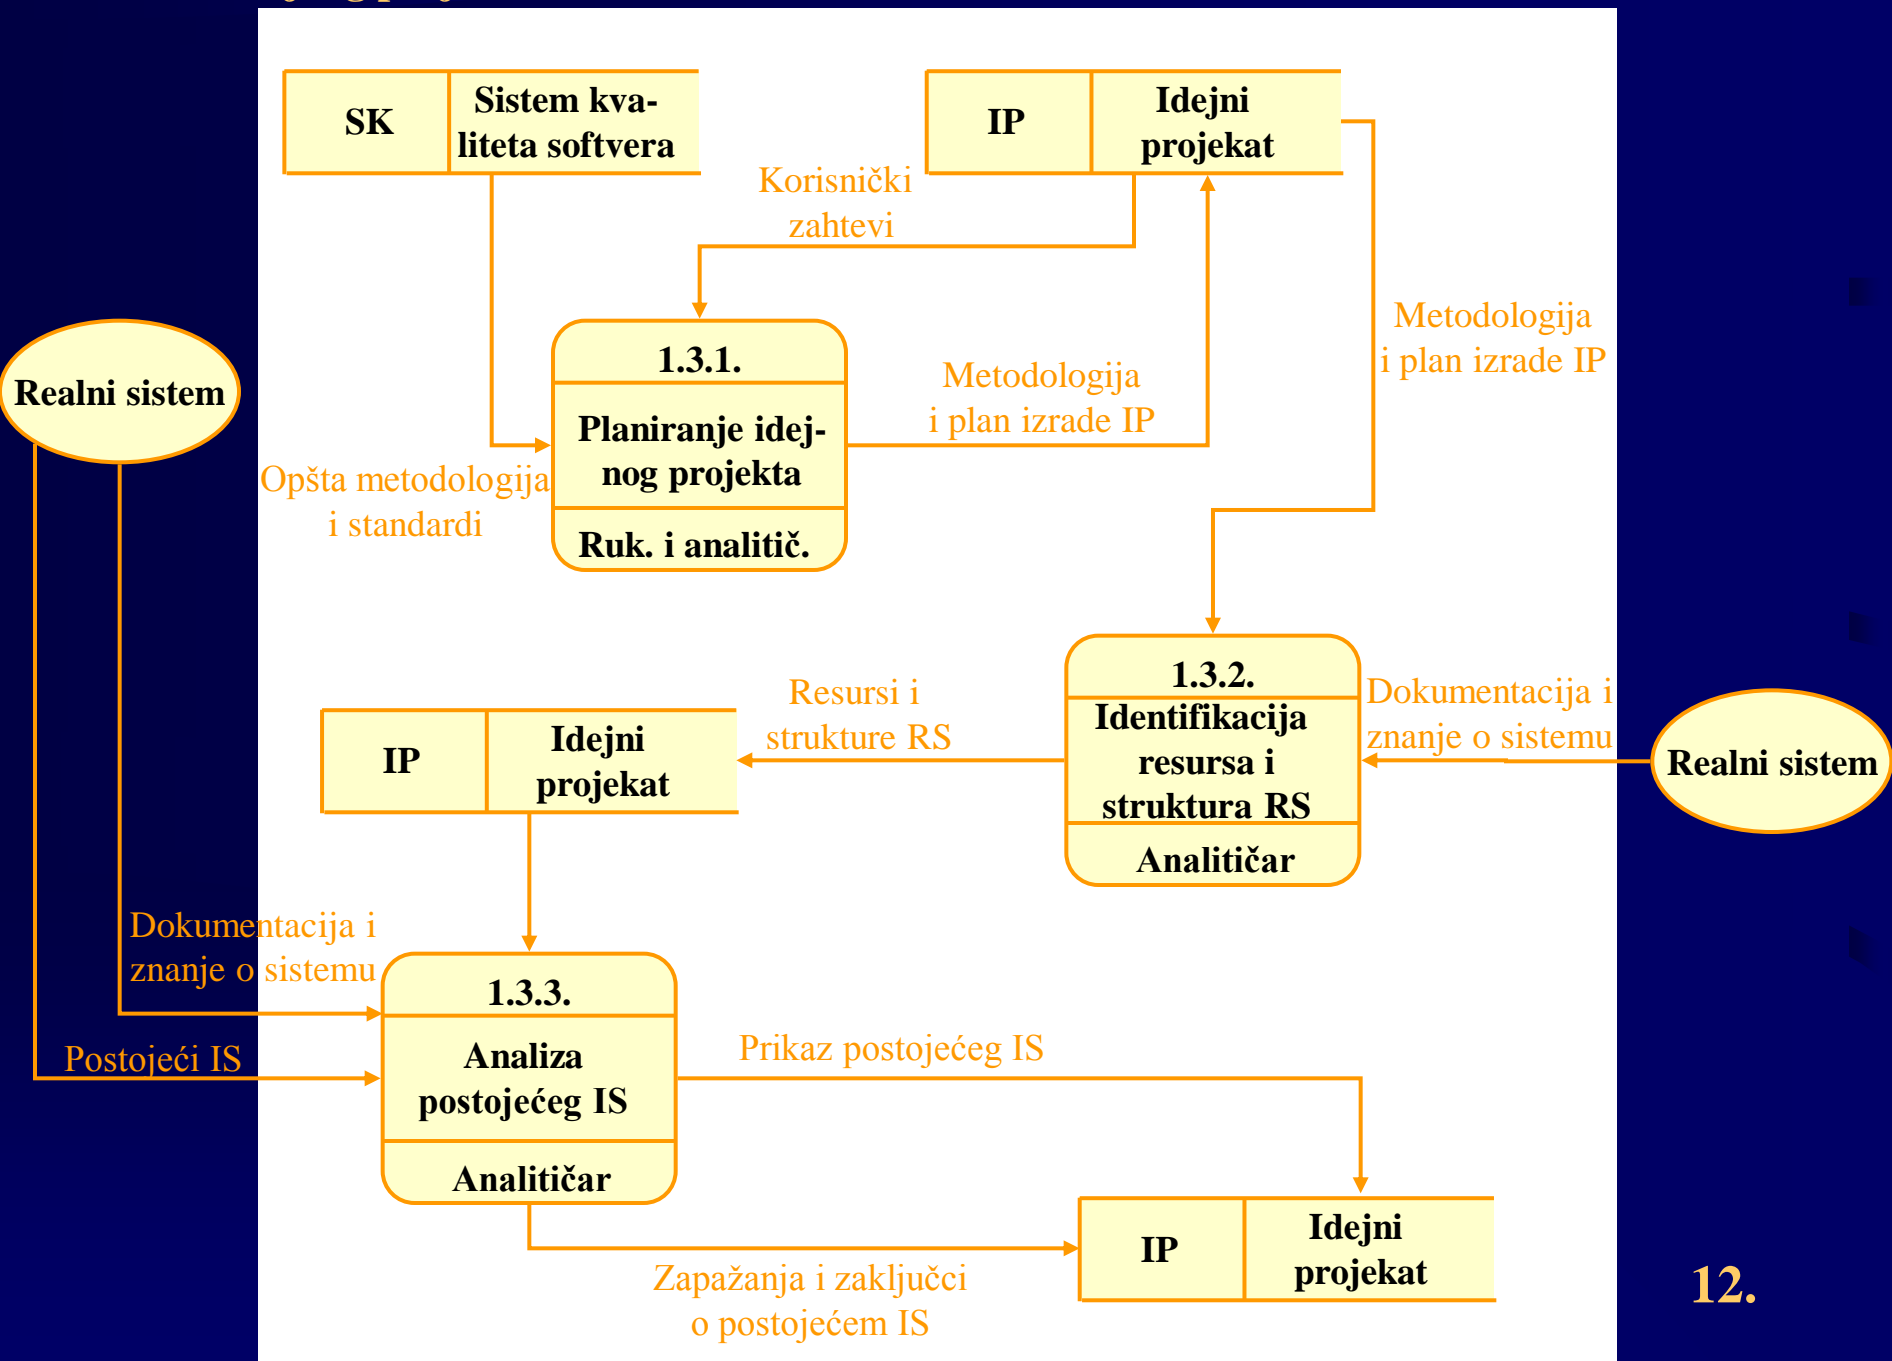 SK
Sistem kva-
liteta softvera
IP
Idejni
projekat
Korisnički
zahtevi
Metodologija
i plan izrade IP
Realni sistem
1.3.1.
Planiranje idej-
nog projekta
Ruk. i analitič.
Metodologija
i plan izrade IP
Opšta metodologija
i standardi
1.3.2.
Identifikacija
resursa i
struktura RS
Analitičar
Dokumentacija i
znanje o sistemu
Realni sistem
Resursi i
strukture RS
IP
Idejni
projekat
Dokumentacija i
znanje o sistemu
Postojeći IS
1.3.3.
Analiza
postojećeg IS
Analitičar
Prikaz postojećeg IS
Zapažanja i zaključci
o postojećem IS
IP
Idejni
projekat
12.